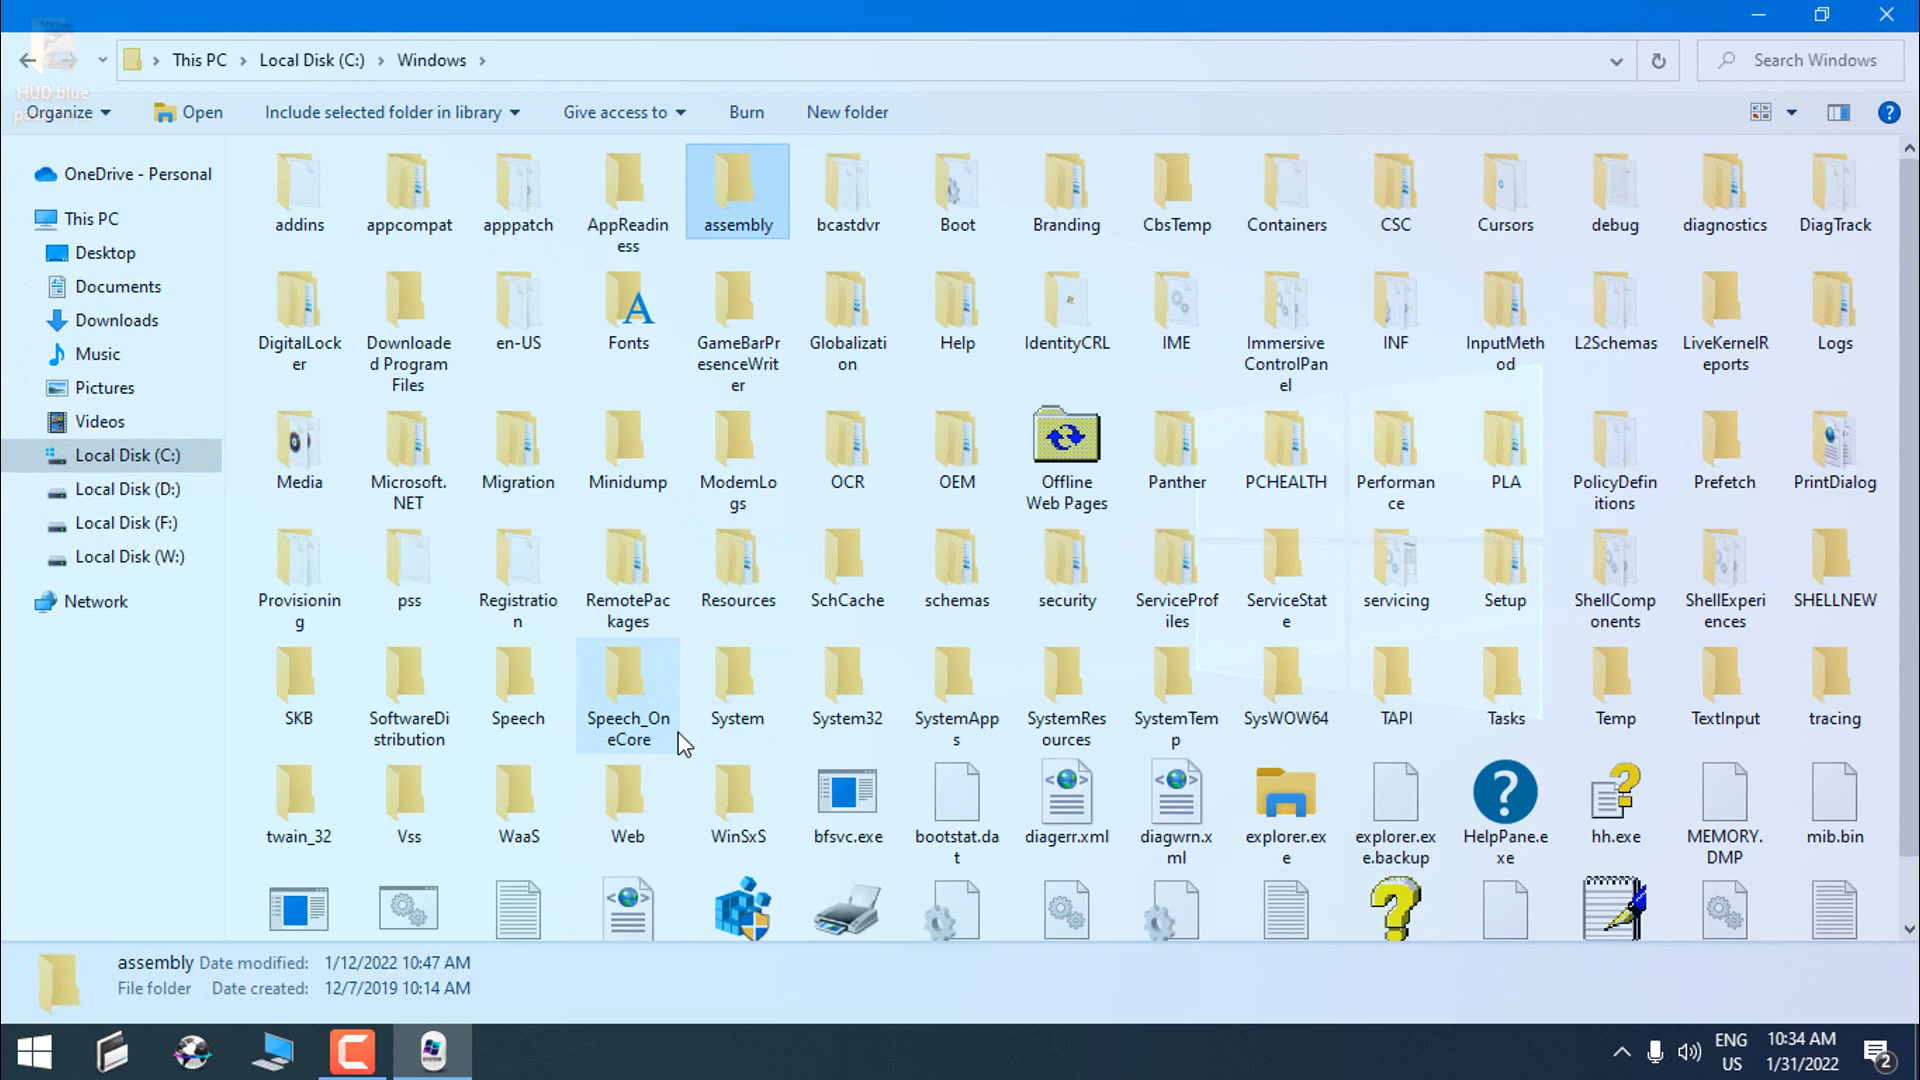 This PC
Local Disk (C:)
Windows
Search Windows
HUD blue
Organize
Open
Include selected folder in library
Give access to
Burn
New folder
OneDrive - Personal
This PC
Desktop
Documents
Downloads
Music
Pictures
Videos
Local Disk (C:)
Local Disk (D:)
Local Disk (F:)
Local Disk (W:)
Network
addins
appcompat
apppatch
AppReadin
ess
assembly
bcastdvr
Boot
Branding
CbsTemp
Containers
CSC
Cursors
debug
diagnostics
DiagTrack
DigitalLock
er
Downloade
d Program
Files
en-US
Fonts
GameBarPr
esenceWrit
er
Globalizati
on
Help
IdentityCRL
IME
Immersive
ControlPan
el
INF
InputMeth
od
L2Schemas
LiveKernelR
eports
Logs
Media
Microsoft.
NET
Migration
Minidump
ModemLo
gs
OCR
OEM
Offline
Web Pages
Panther
PCHEALTH
Performan
ce
PLA
PolicyDefin
itions
Prefetch
PrintDialog
Provisionin
g
pss
Registratio
n
RemotePac
kages
Resources
SchCache
schemas
security
ServiceProf
iles
ServiceStat
e
servicing
Setup
ShellComp
onents
ShellExperi
ences
SHELLNEW
SKB
SoftwareDi
stribution
Speech
Speech_On
eCore
System
System32
SystemApp
s
SystemRes
ources
SystemTem
p
SysWOW64
TAPI
Tasks
Temp
TextInput
tracing
twain_32
Vss
WaaS
Web
WinSxS
bfsvc.exe
bootstat.da
t
diagerr.xml
diagwrn.x
ml
explorer.ex
e
explorer.ex
e.backup
HelpPane.e
xe
hh.exe
MEMORY.
DMP
mib.bin
assembly Date modified: 1/12/2022 10:47 AM
File folder Date created: 12/7/2019 10:14 AM
SYSTEM
ENG
US
10:34 AM
1/31/2022
2